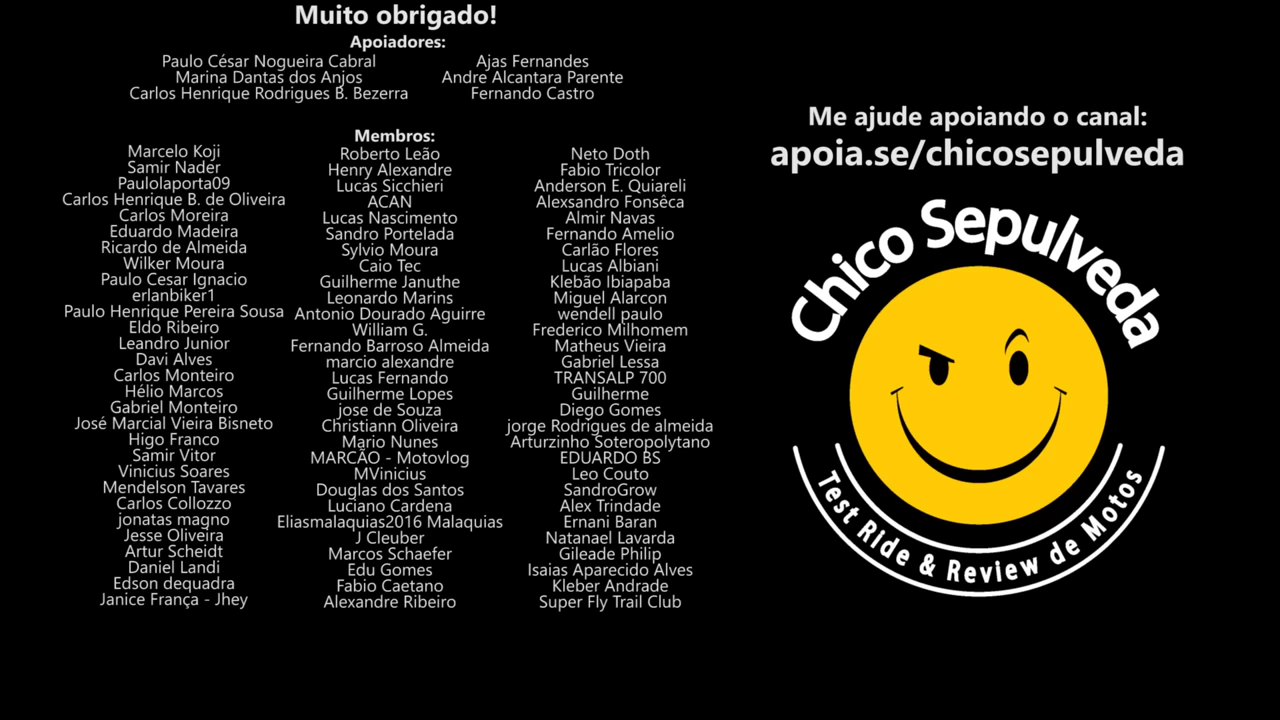 Muito obrigado!
Apoiadores:
Paulo César Nogueira Cabral
Marina Dantas dos Anjos
Carlos Henrique Rodrigues B. Bezerra
Ajas Fernandes
Andre Alcantara Parente
Fernando Castro
Membros:
Marcelo Koji
Samir Nader
Paulolaporta09
Carlos Henrique B. de Oliveira
Carlos Moreira
Eduardo Madeira
Ricardo de Almeida
Wilker Moura
Paulo Cesar Ignacio
erlanbiker1
Paulo Henrique Pereira Sousa
Eldo Ribeiro
Leandro Junior
Davi Alves
Carlos Monteiro
Hélio Marcos
Gabriel Monteiro
José Marcial Vieira Bisneto
Higo Franco
Samir Vitor
Vinicius Soares
Mendelson Tavares
Carlos Collozzo
jonatas magno
Jesse Oliveira
Artur Scheidt
Daniel Landi
Edson dequadra
Janice França - Jhey
Roberto Leão
Henry Alexandre
Lucas Sicchieri
ACAN
Lucas Nascimento
Sandro Portelada
Sylvio Moura
Caio Tec
Guilherme Januthe
Leonardo Marins
Antonio Dourado Aguirre
William G.
Fernando Barroso Almeida
marcio alexandre
Lucas Fernando
Guilherme Lopes
jose de Souza
Christiann Oliveira
Mario Nunes
MARCÃO - Motovlog
MVinicius
Douglas dos Santos
Luciano Cardena
Eliasmalaquias2016 Malaquias
J Cleuber
Marcos Schaefer
Edu Gomes
Fabio Caetano
Alexandre Ribeiro
Neto Doth
Fabio Tricolor
Anderson E. Quiareli
Alexsandro Fonsêca
Almir Navas
Fernando Amelio
Carlão Flores
Lucas Albiani
Klebão Ibiapaba
Miguel Alarcon
wendell paulo
Frederico Milhomem
Matheus Vieira
Gabriel Lessa
TRANSALP 700
Guilherme
Diego Gomes
jorge Rodrigues de almeida
Arturzinho Soteropolytano
EDUARDO BS
Leo Couto
SandroGrow
Alex Trindade
Ernani Baran
Natanael Lavarda
Gileade Philip
Isaias Aparecido Alves
Kleber Andrade
Super Fly Trail Club
Me ajude apoiando o canal:
apoia.se/chicosepulveda
Chico Sepulveda
Test Ride & Review de Motos